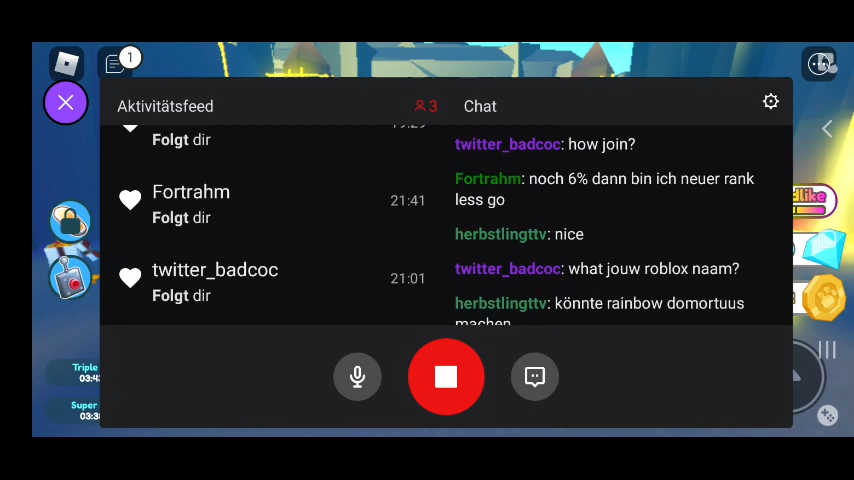 1
Aktivitätsfeed
3
Chat
Folgt dir
Fortrahm
21:41
Folgt dir
twitter_badcoc
21:01
Folgt dir
twitter_badcoc: how join?
Fortrahm: noch 6% dann bin ich neuer rank
less go
herbstlingttv: nice
twitter_badcoc: what jouw roblox naam?
herbstlingttv: könnte rainbow domortuus
machen
dlike
Triple
Super